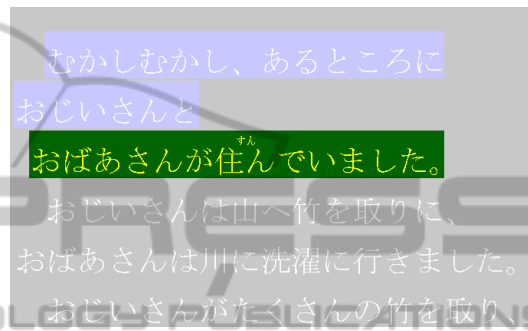 むかしむかし、あるところに
おじいさんと
すん
おばあさんが住んでいました。
おじいさんは山へ竹を取りに、
おばあさんは川に洗濯に行きました。
おじいさんがたくさんの竹を取り